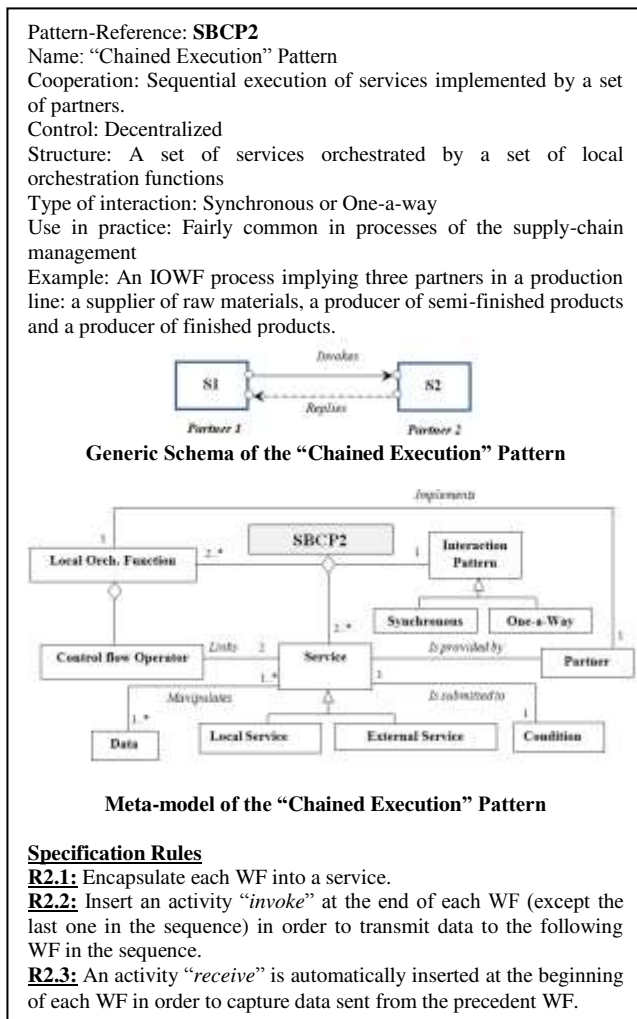 Pattern-Reference: SBCP2
Name: “Chained Execution” Pattern
Cooperation: Sequential execution of services implemented by a set
of partners.
Control: Decentralized
Structure: A set of services orchestrated by a set of local
orchestration functions
Type of interaction: Synchronous or One-a-way
Use in practice: Fairly common in processes of the supply-chain
management
Example: An IOWF process implying three partners in a production
line: a supplier of raw materials, a producer of semi-finished products
and a producer of finished products.
Invokes
S1
S2
Replies
Partner 1
Partner 2
Generic Schema of the “Chained Execution” Pattern
Implements
1
Local Orch. Function
2..*
SBCP2
1
Interaction
Pattern
Synchronous
One-a-Way
2..*
1
Control flow Operator
Links
2
Service
Is provided by
Partner
1..*
Manipulates
1
Is submitted to
1..*
1
Data
Local Service
External Service
Condition
Meta-model of the “Chained Execution” Pattern
Specification Rules
R2.1: Encapsulate each WF into a service.
R2.2: Insert an activity “invoke” at the end of each WF (except the
last one in the sequence) in order to transmit data to the following
WF in the sequence.
R2.3: An activity “receive” is automatically inserted at the beginning
of each WF in order to capture data sent from the precedent WF.